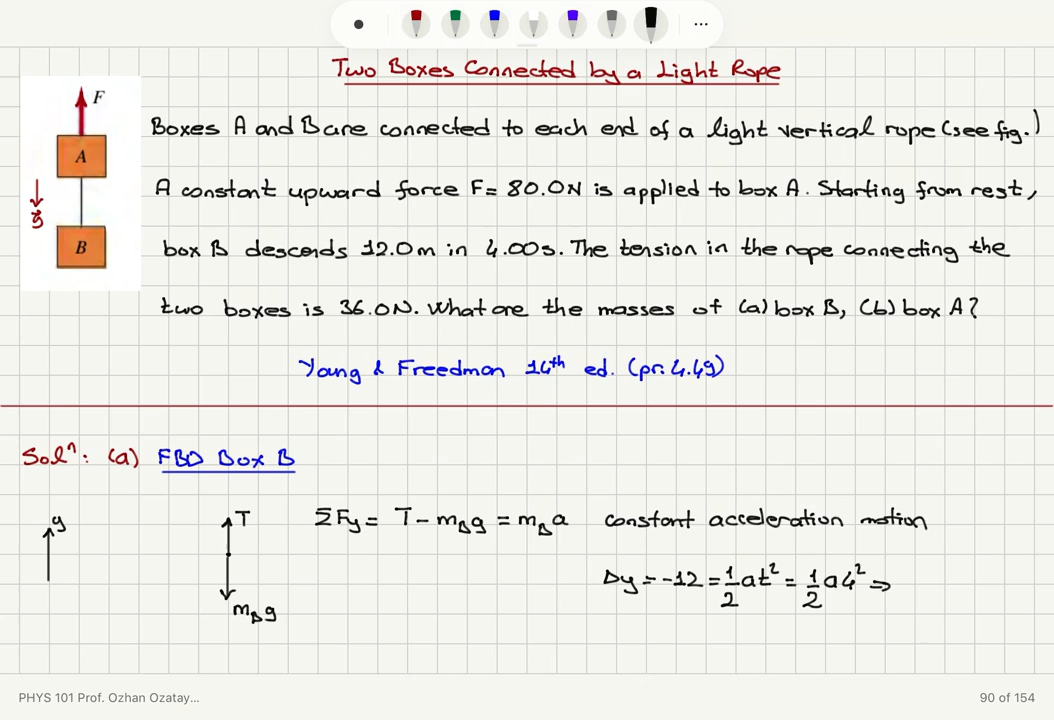 Two Boxes Connected by a Light Rope
F
A
B
g
Boxes A and B are connected to each end of a light vertical rope (see fig.)
A constant upward force F= 80.0N is applied to box A. Starting from rest,
box B descends 12.0m in 4.00s. The tension in the rope connecting the
two boxes is 36.0N. What are the masses of (a) box B, (b) box A?
Young & Freedman 14th ed. (pr. 4.49)
Solⁿ: (a) FBD Box B
y
T
ΣFy = T - m_B g = m_B a constant acceleration motion
Δy = -12 = 1/2 at² = 1/2 a4² ⇒
m_B g
PHYS 101 Prof. Ozhan Ozatay...
90 of 154